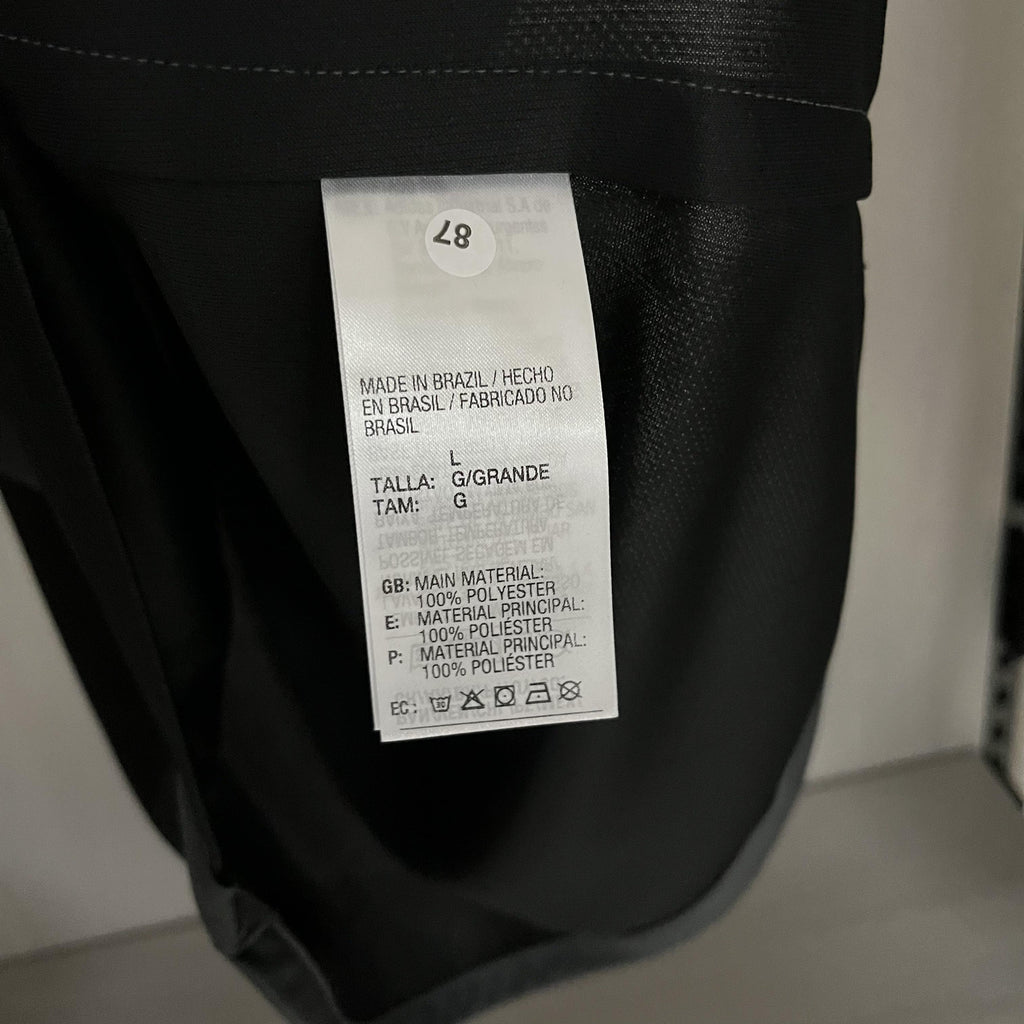 87
MADE IN BRAZIL / HECHO
EN BRASIL / FABRICADO NO
BRASIL
L
TALLA: G/GRANDE
TAM: G
GB: MAIN MATERIAL:
100% POLYESTER
E: MATERIAL PRINCIPAL:
100% POLIÉSTER
P: MATERIAL PRINCIPAL:
100% POLIÉSTER
EC: